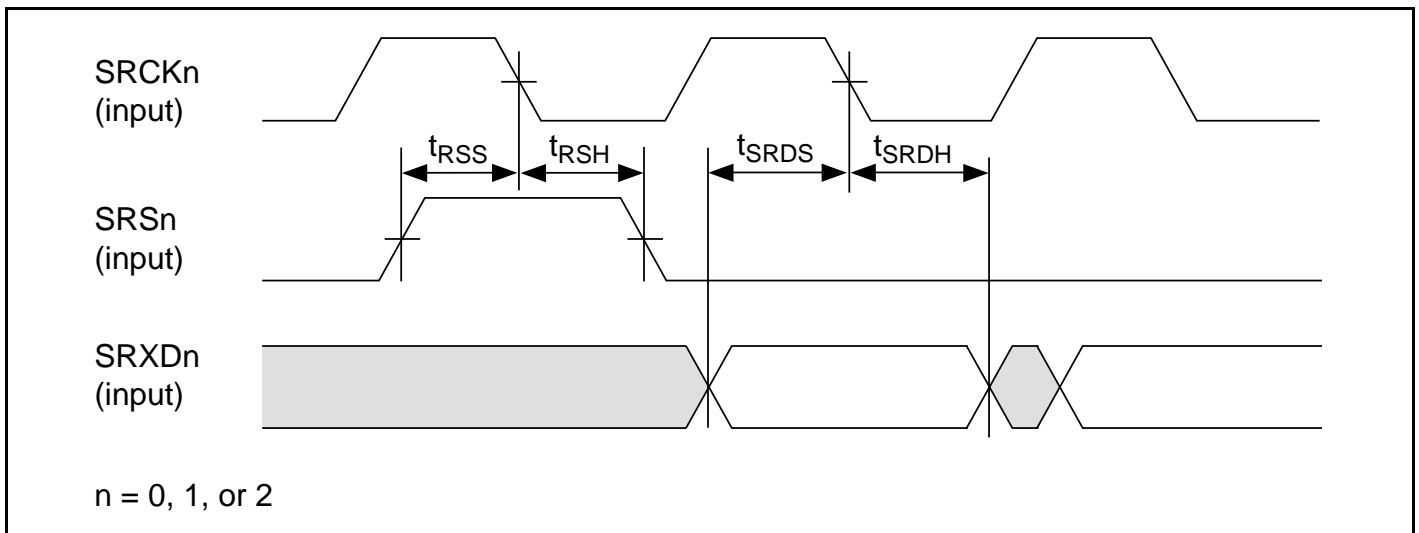 SRCKn
(input)
tRSS
tRSH
tSRDS
tSRDH
SRSn
(input)
SRXDn
(input)
n = 0, 1, or 2